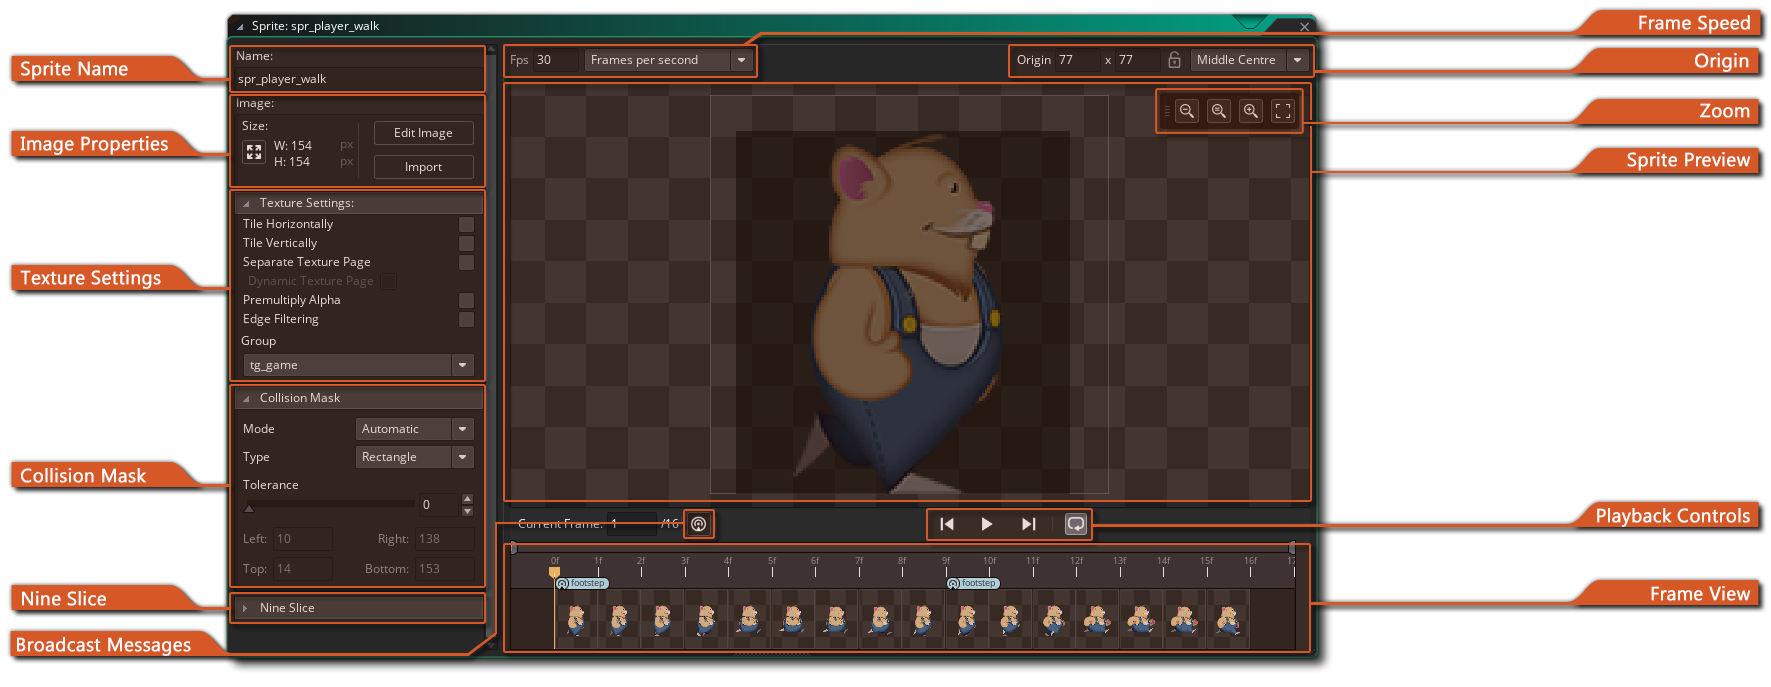 Sprite: spr_player_walk
Frame Speed
Sprite Name
Name:
spr_player_walk
Fps 30 Frames per second
Origin 77 x 77 Middle Centre
Origin
Image:
Size:
W: 154 px
H: 154 px
Edit Image
Import
Image Properties
Zoom
Sprite Preview
Texture Settings
Texture Settings:
Tile Horizontally
Tile Vertically
Separate Texture Page
Dynamic Texture Page
Premultiply Alpha
Edge Filtering
Group
tg_game
Collision Mask
Collision Mask
Mode Automatic
Type Rectangle
Tolerance
0
Left: 10 Right: 138
Top: 14 Bottom: 153
Nine Slice
Nine Slice
Broadcast Messages
Current Frame: 1 /16
Playback Controls
0f 1f 2f 3f 4f 5f 6f 7f 8f 9f 10f 11f 12f 13f 14f 15f 16f 17
footstep footstep
Frame View